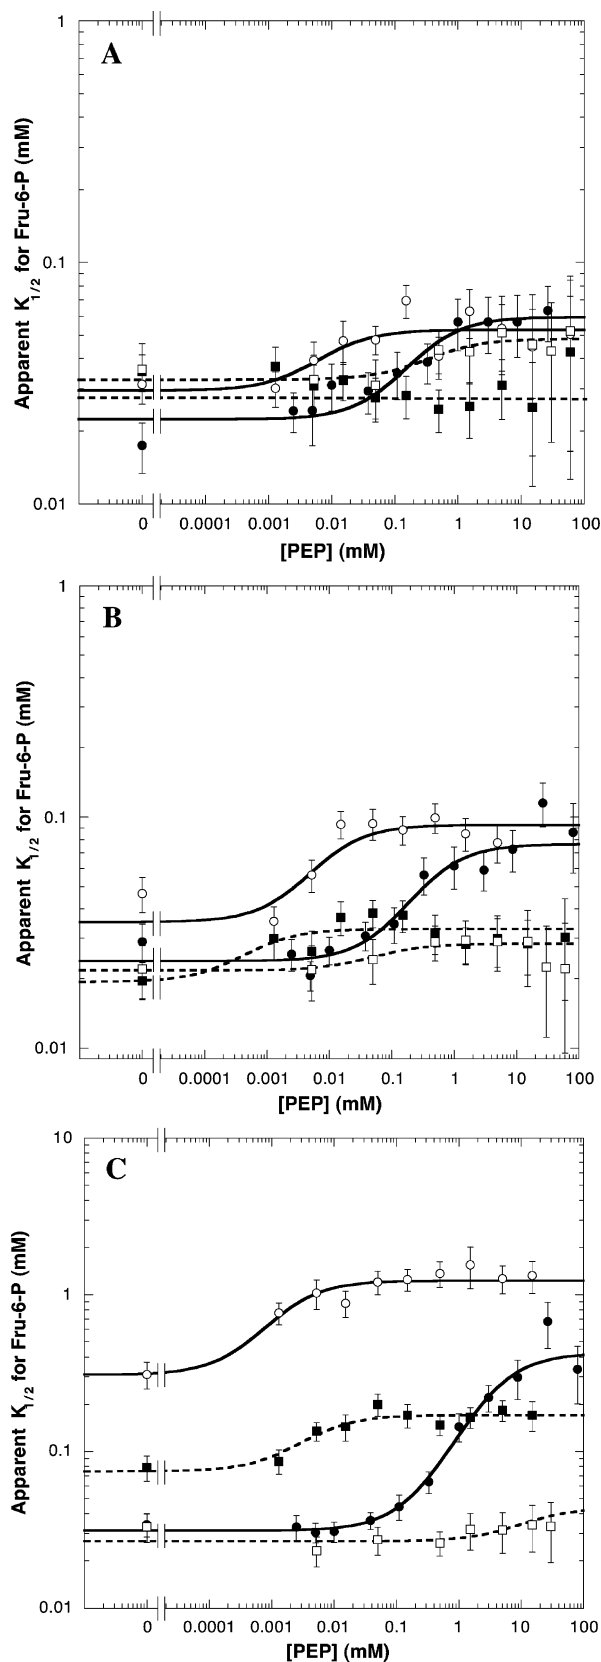 A
1
0.1
0.01
Apparent K1/2 for Fru-6-P (mM)
0 0.0001 0.001 0.01 0.1 1 10 100
[PEP] (mM)
B
1
0.1
0.01
Apparent K1/2 for Fru-6-P (mM)
0 0.0001 0.001 0.01 0.1 1 10 100
[PEP] (mM)
C
10
1
0.1
0.01
Apparent K1/2 for Fru-6-P (mM)
0 0.0001 0.001 0.01 0.1 1 10 100
[PEP] (mM)